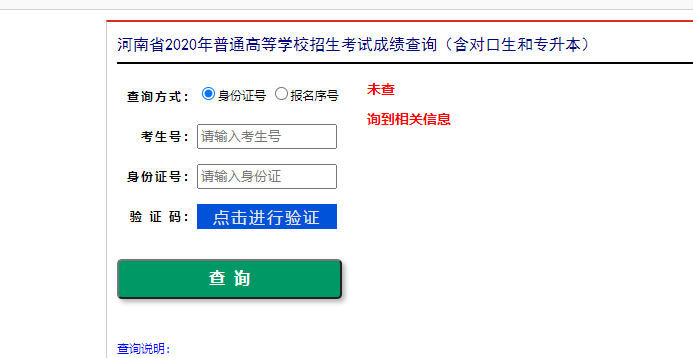 河南省2020年普通高等学校招生考试成绩查询（含对口生和专升本）
查询方式： 身份证号 报名序号
未查
询到相关信息
考生号： 请输入考生号
身份证号： 请输入身份证
验 证 码： 点击进行验证
查 询
查询说明：